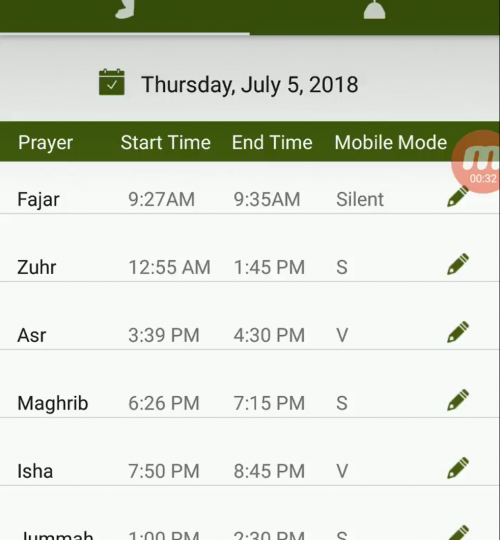 Thursday, July 5, 2018
Prayer Start Time End Time Mobile Mode
00:32
Fajar 9:27AM 9:35AM Silent
Zuhr 12:55 AM 1:45 PM S
Asr 3:39 PM 4:30 PM V
Maghrib 6:26 PM 7:15 PM S
Isha 7:50 PM 8:45 PM V
Jummah 1:00 PM 2:30 PM S